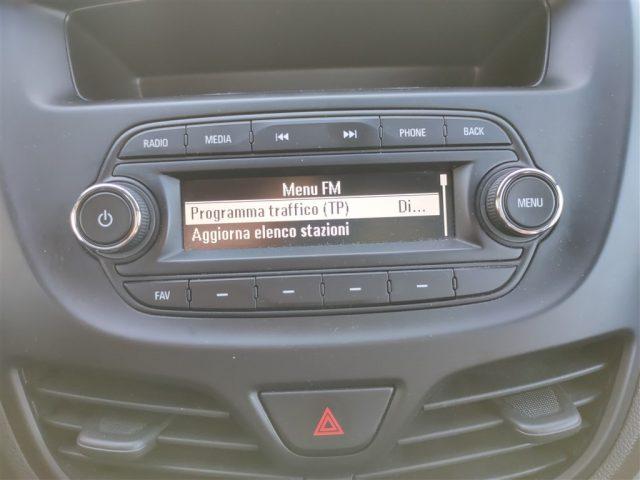 RADIO MEDIA PHONE BACK
Menu FM
Programma traffico (TP) Di...
Aggiorna elenco stazioni
MENU
FAV